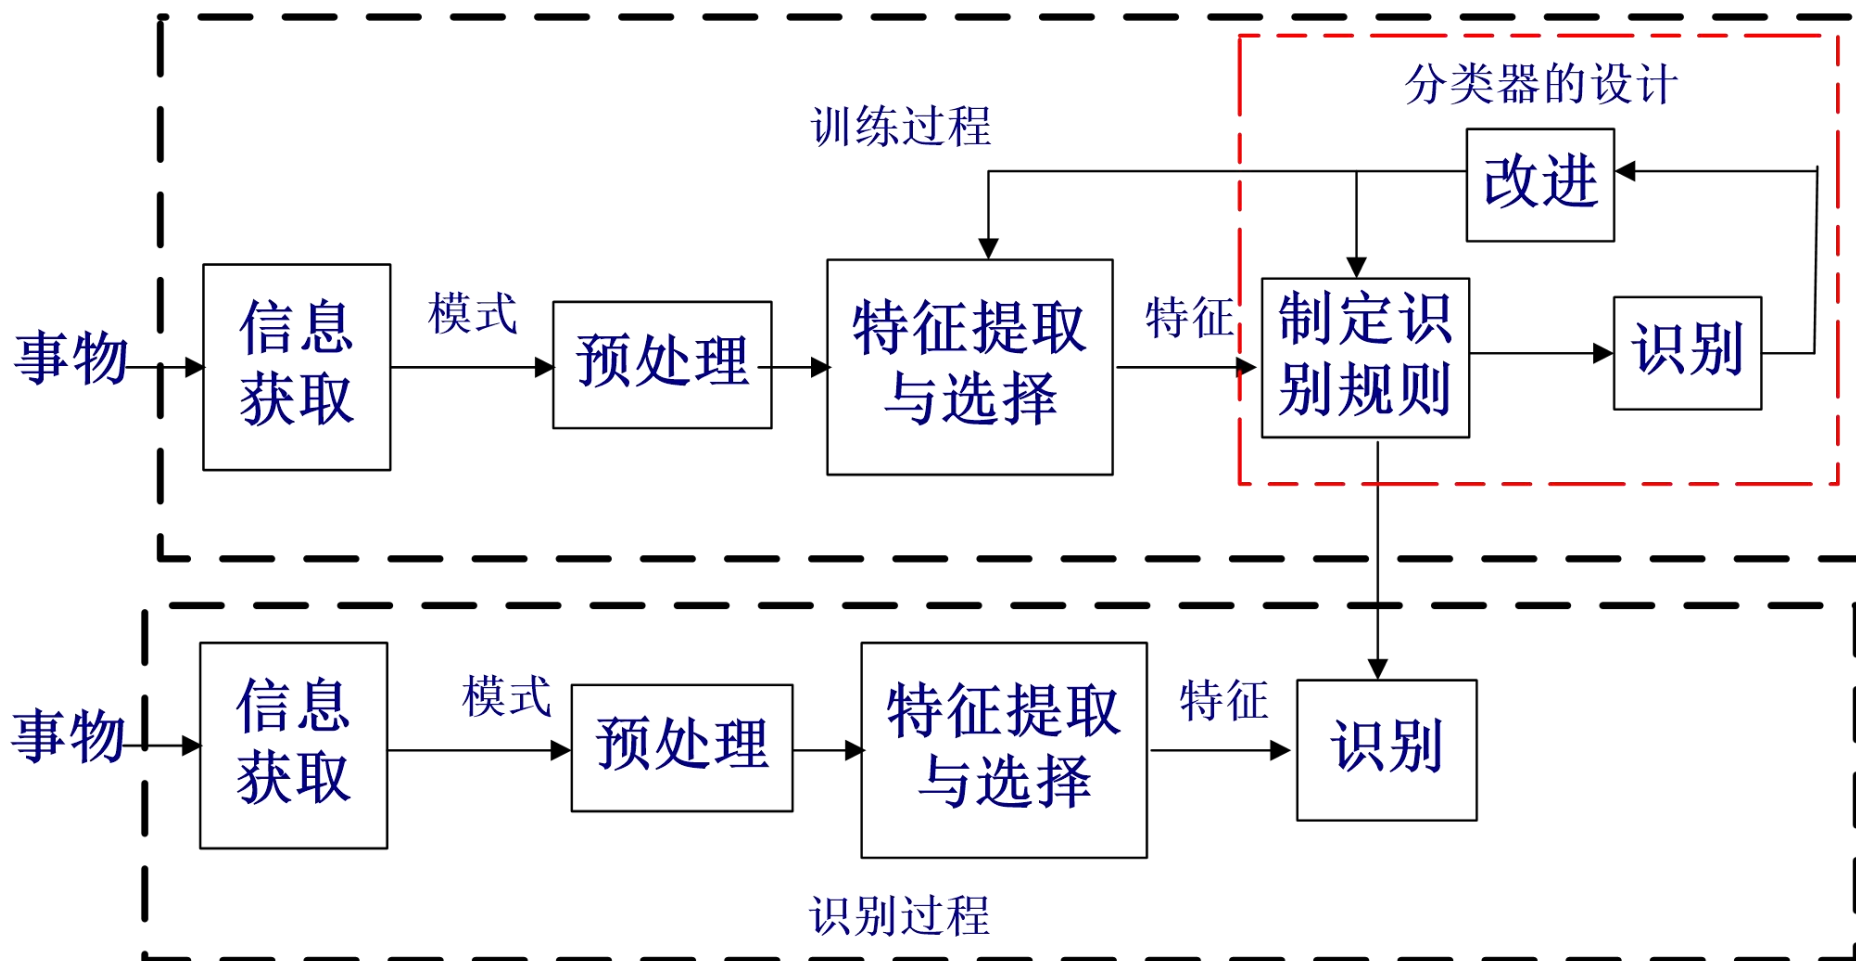 分类器的设计
训练过程
改进
事物
信息
获取
模式
预处理
特征提取
与选择
特征
制定识
别规则
识别
事物
信息
获取
模式
预处理
特征提取
与选择
特征
识别
识别过程